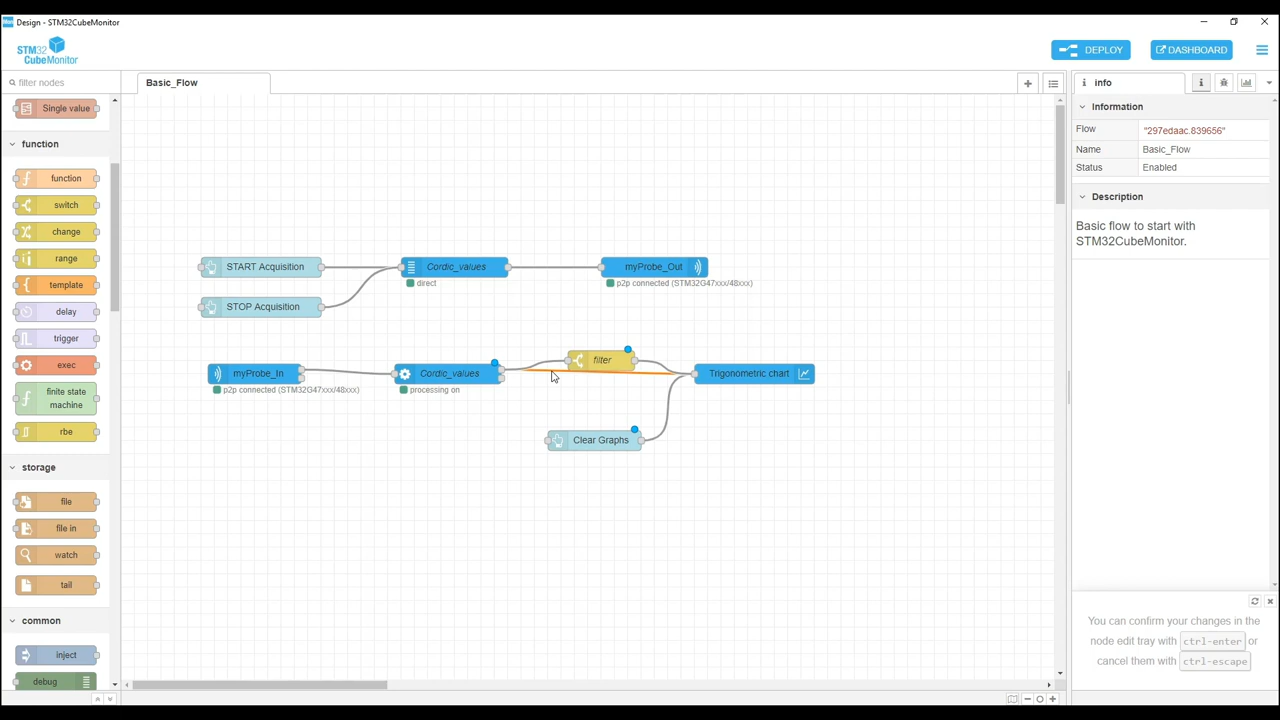 Design - STM32CubeMonitor
STM32
CubeMonitor
DEPLOY
DASHBOARD
filter nodes
Basic_Flow
info
Single value
function
function
switch
change
range
template
delay
trigger
exec
finite state
machine
rbe
storage
file
file in
watch
tail
common
inject
debug
START Acquisition
Cordic_values
myProbe_Out
direct
p2p connected (STM32G47xxx/48xxx)
STOP Acquisition
filter
myProbe_In
Cordic_values
Trigonometric chart
p2p connected (STM32G47xxx/48xxx)
processing on
Clear Graphs
Information
Flow "297edaac.839656"
Name Basic_Flow
Status Enabled
Description
Basic flow to start with
STM32CubeMonitor.
You can confirm your changes in the
node edit tray with ctrl-enter or
cancel them with ctrl-escape